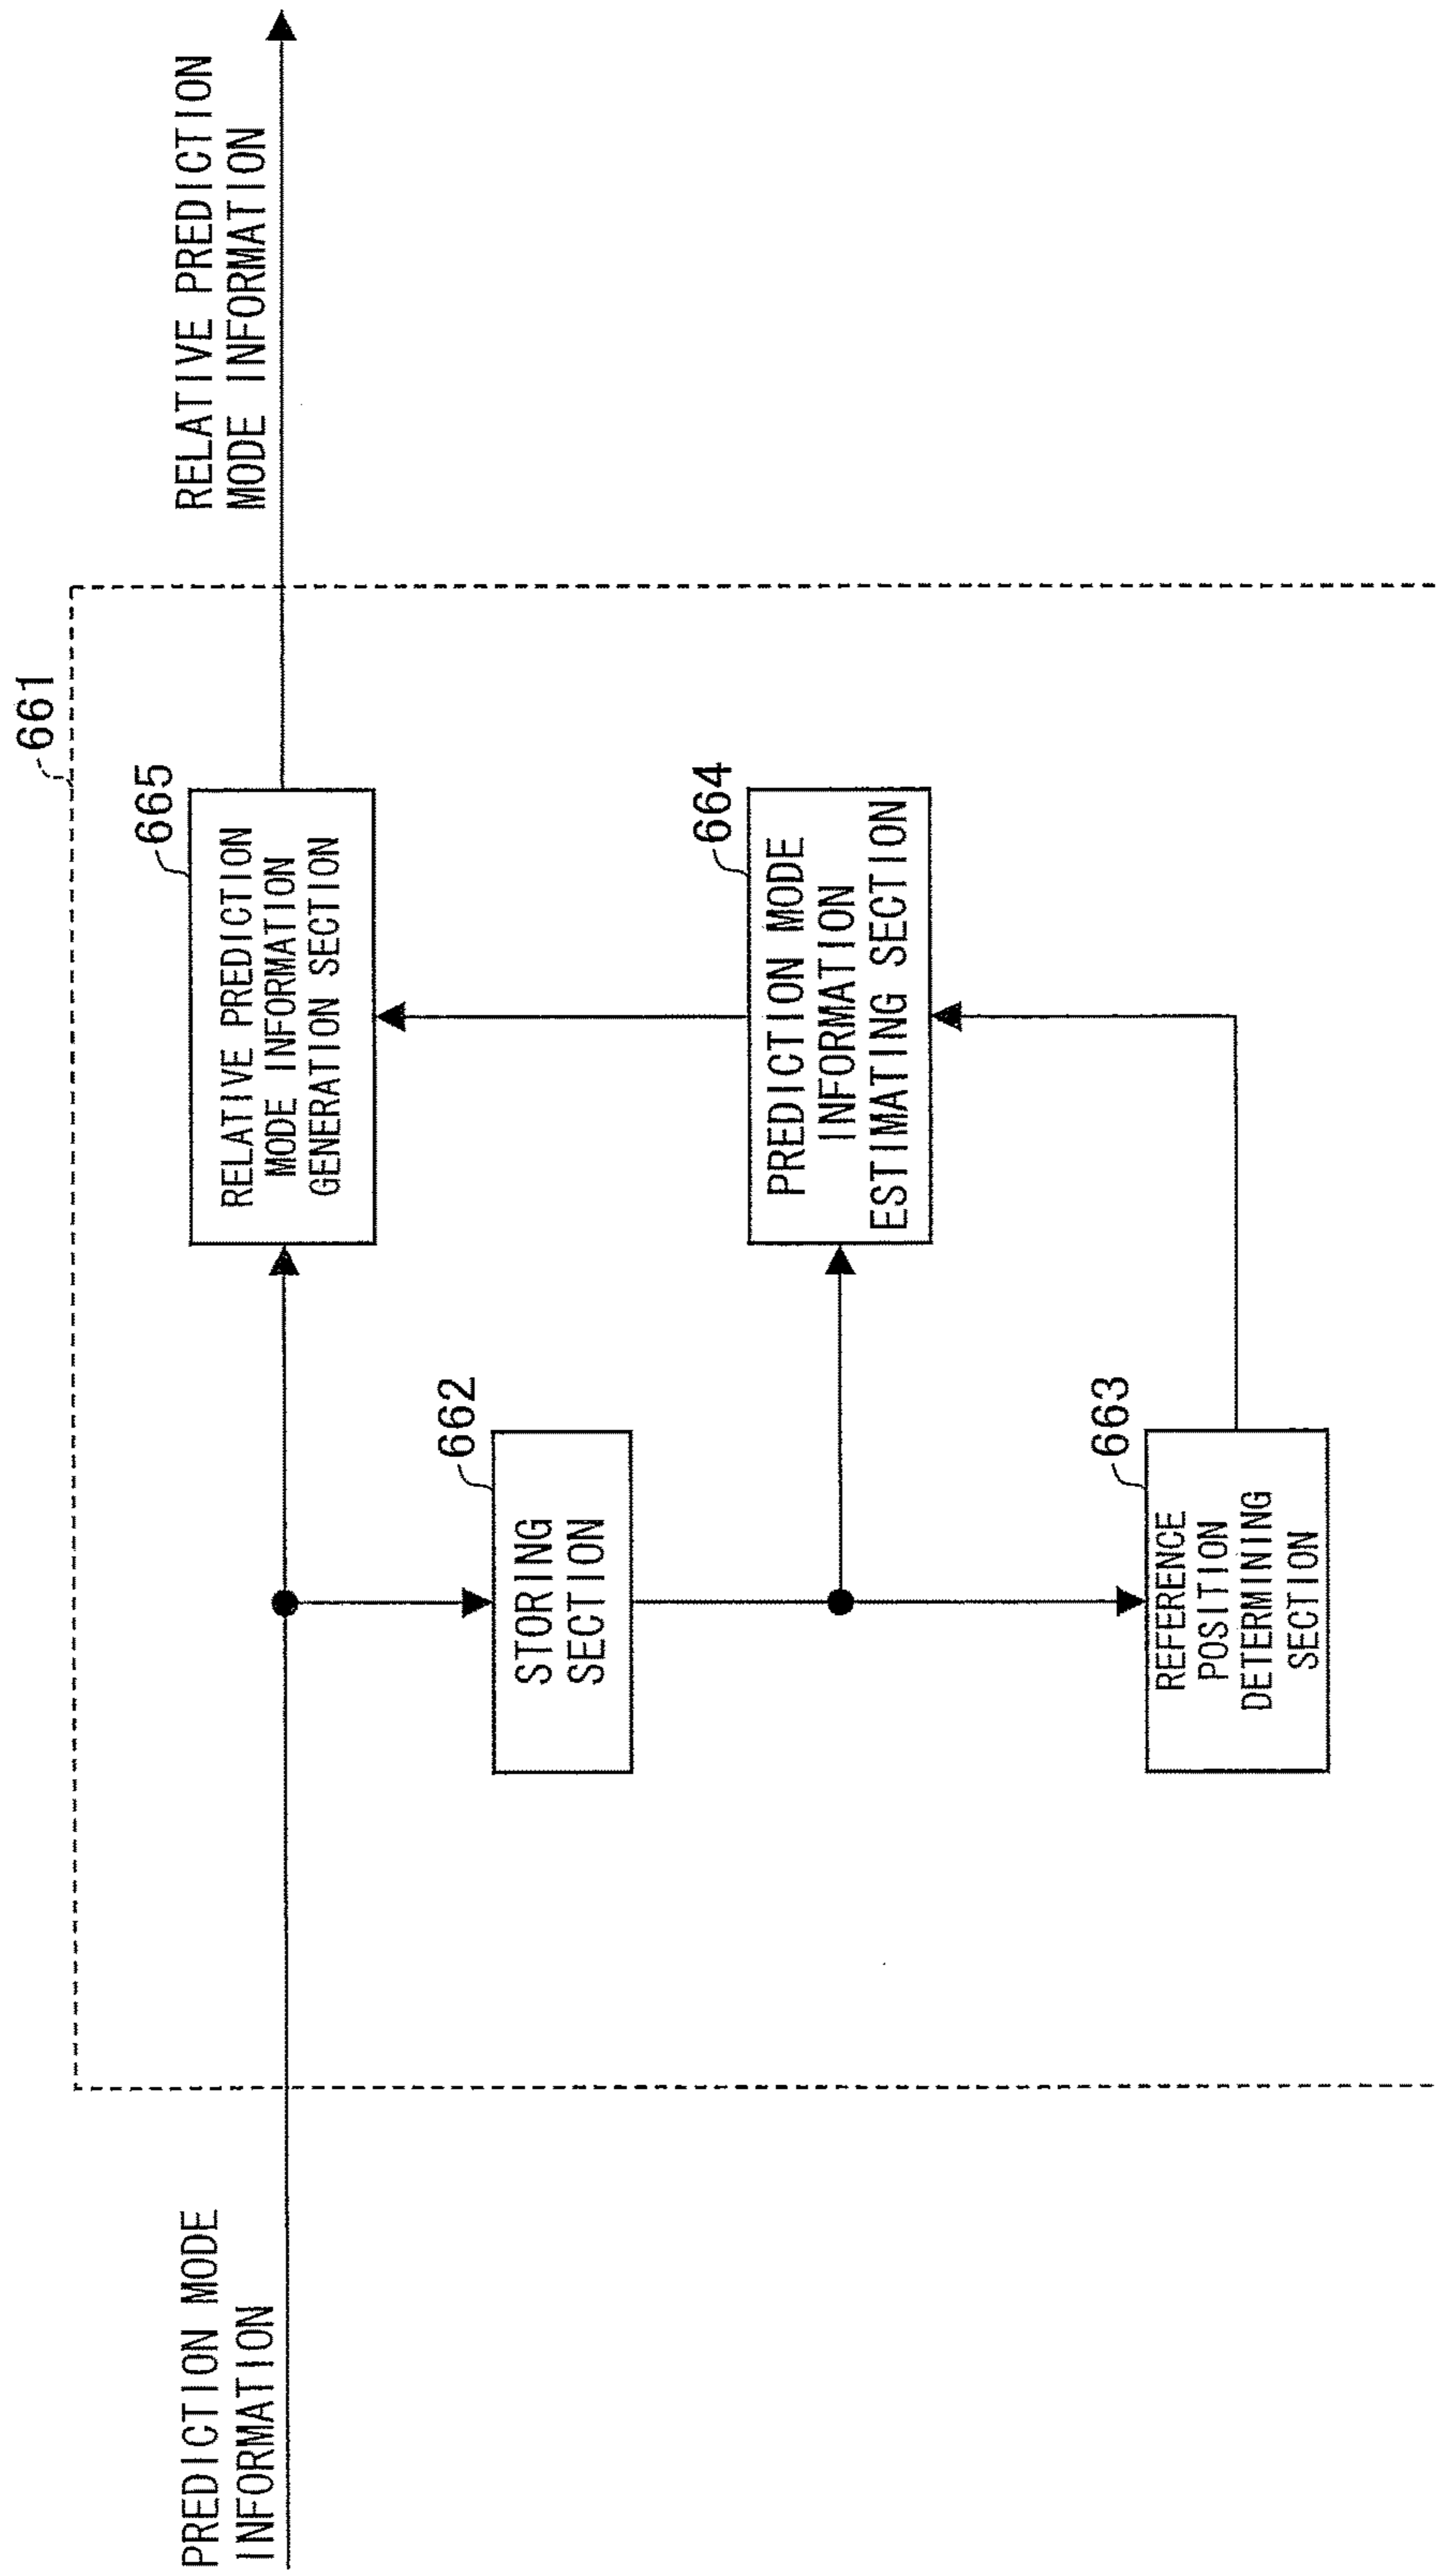 661
PREDICTION MODE
INFORMATION
665
RELATIVE PREDICTION
MODE INFORMATION
GENERATION SECTION
RELATIVE PREDICTION
MODE INFORMATION
662
STORING
SECTION
664
PREDICTION MODE
INFORMATION
ESTIMATING SECTION
663
REFERENCE
POSITION
DETERMINING
SECTION